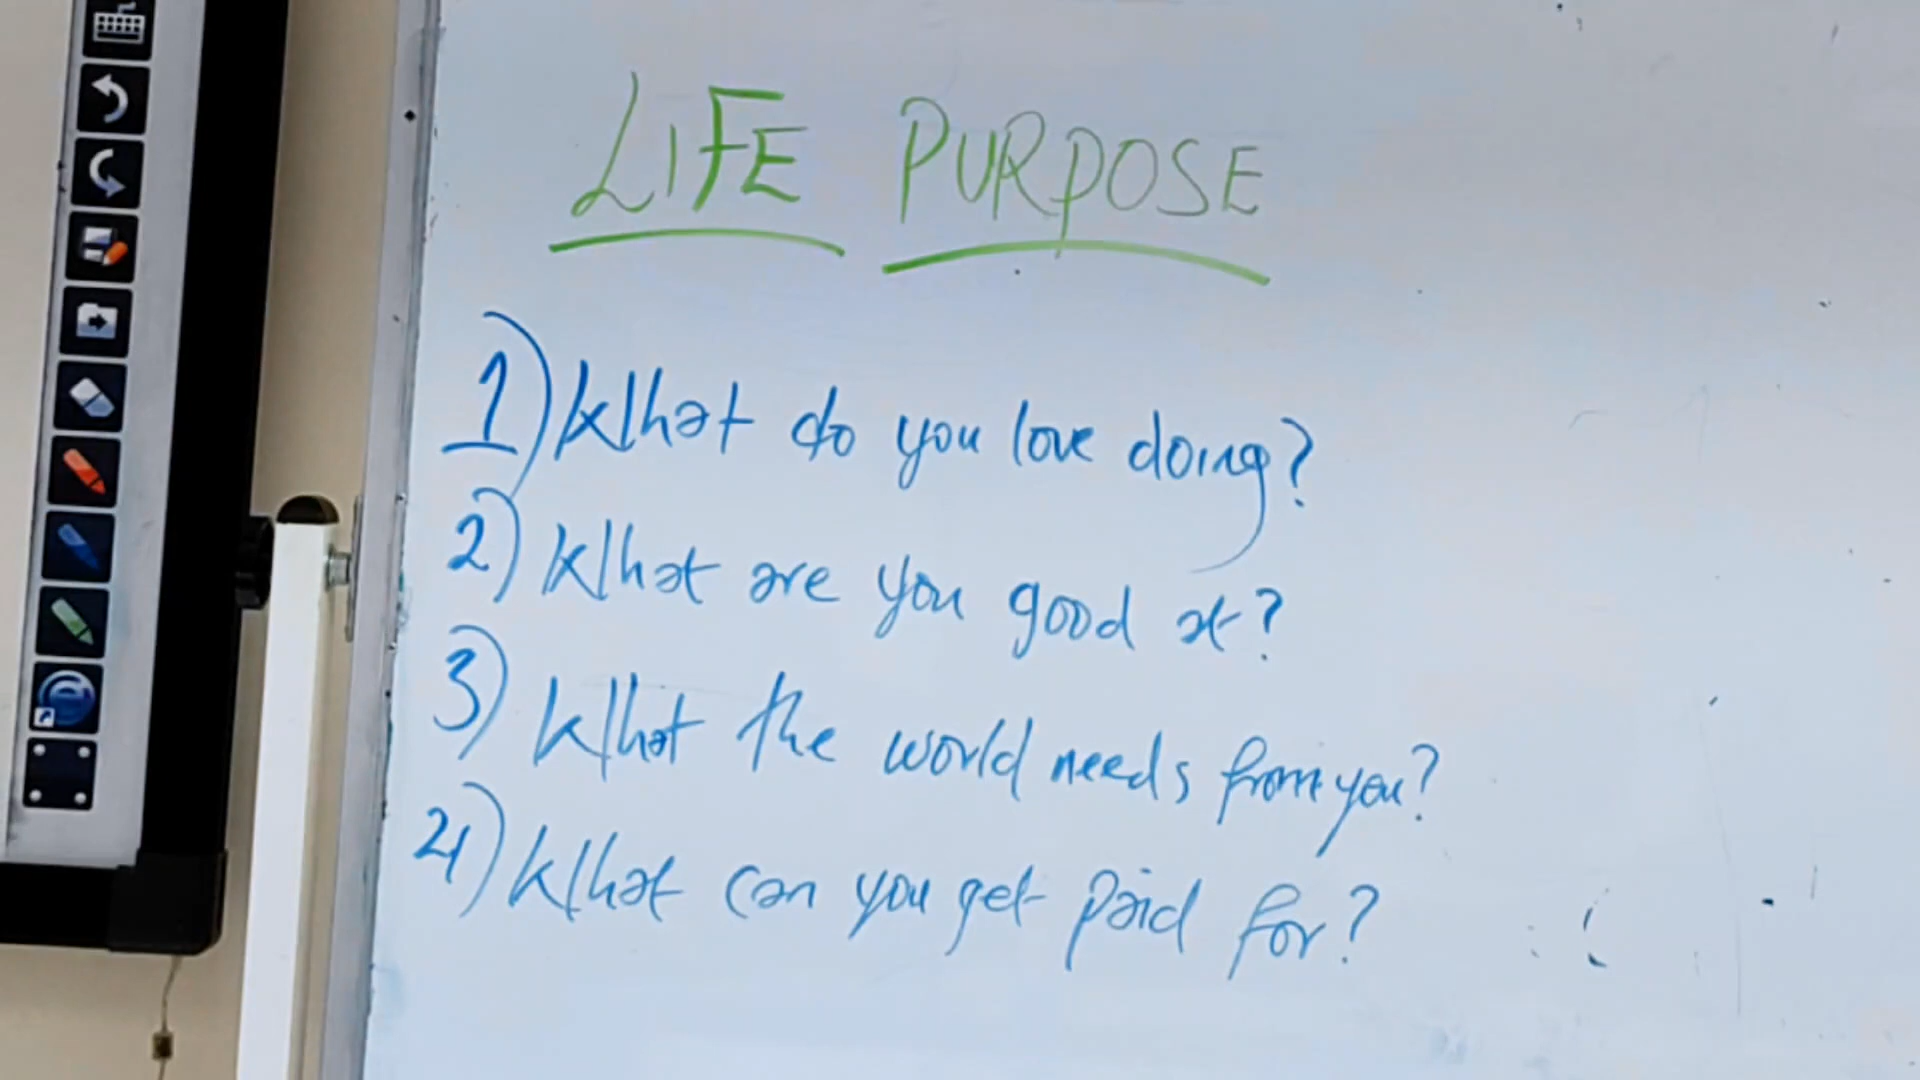 LIFE PURPOSE
1) What do you love doing?
2) What are you good at?
3) What the world needs from you?
4) What can you get paid for?